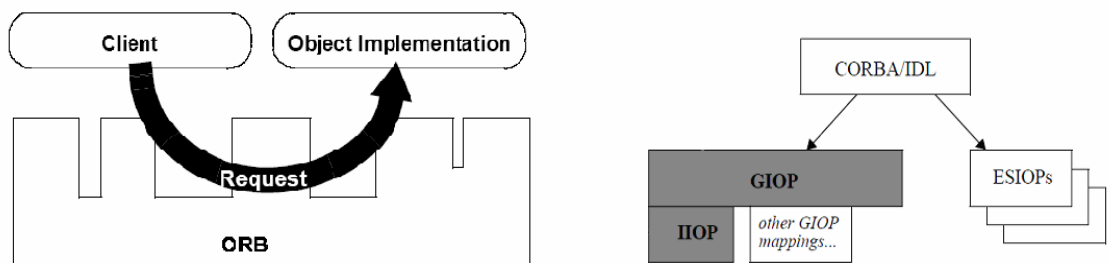 Client
Object Implementation
Request
ORB
CORBA/IDL
GIOP
ESIOPs
IIOP
other GIOP
mappings...